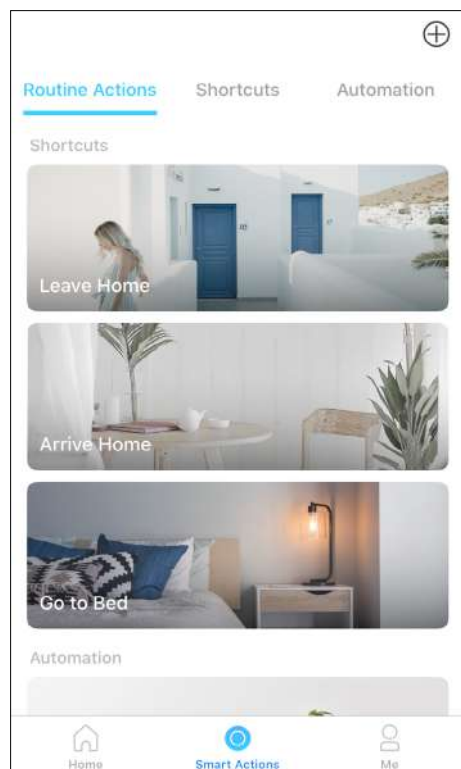 Routine Actions Shortcuts Automation
Shortcuts
Leave Home
Arrive Home
Go to Bed
Automation
Home Smart Actions Me